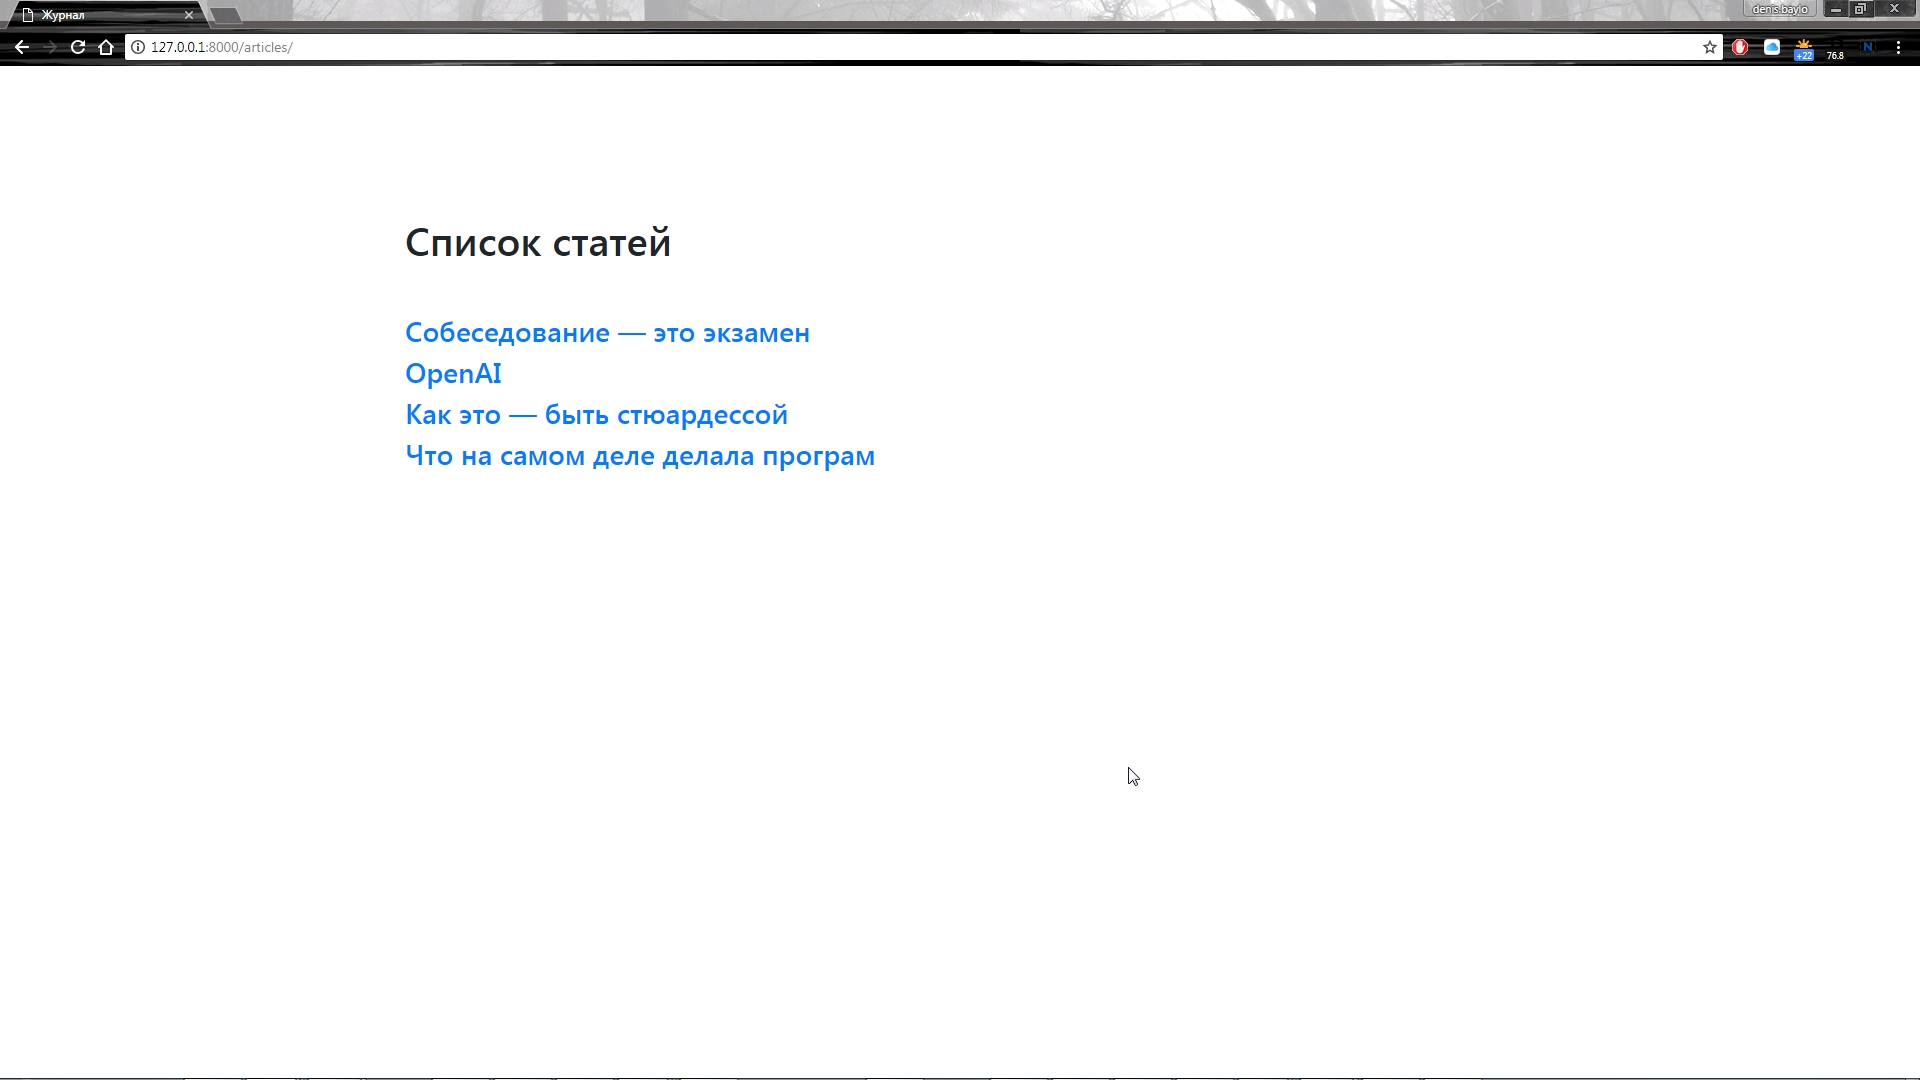 Журнал
denis.baylo
127.0.0.1:8000/articles/
+22
76.8
N
Список статей
Собеседование — это экзамен
OpenAI
Как это — быть стюардессой
Что на самом деле делала програм